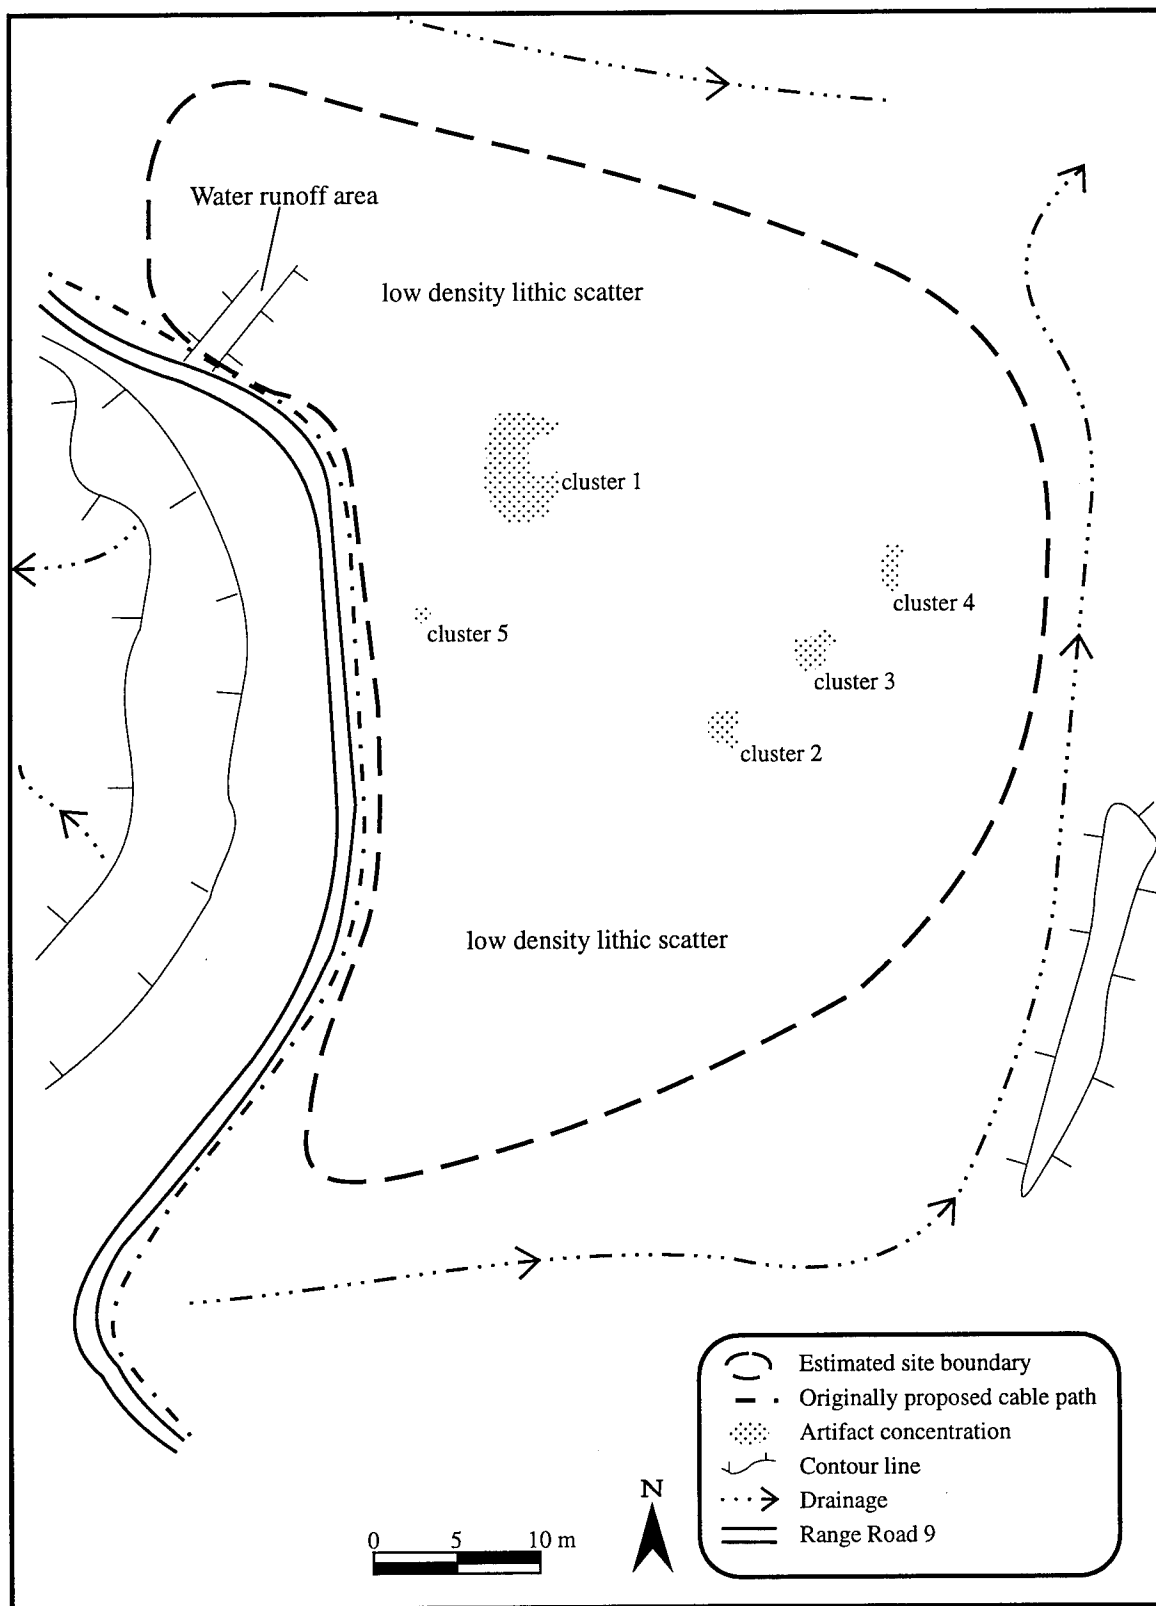 Water runoff area
low density lithic scatter
cluster 1
cluster 4
cluster 5
cluster 3
cluster 2
low density lithic scatter
Estimated site boundary
Originally proposed cable path
Artifact concentration
Contour line
Drainage
Range Road 9
N
0 5 10 m